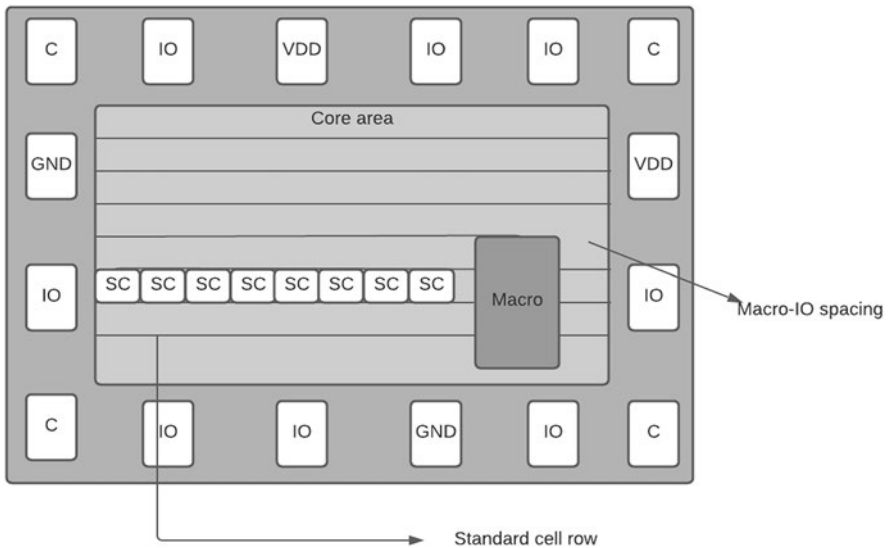 C IO VDD IO IO C
Core area
GND VDD
SC SC SC SC SC SC SC SC
IO Macro IO
Macro-IO spacing
C IO IO GND IO C
Standard cell row